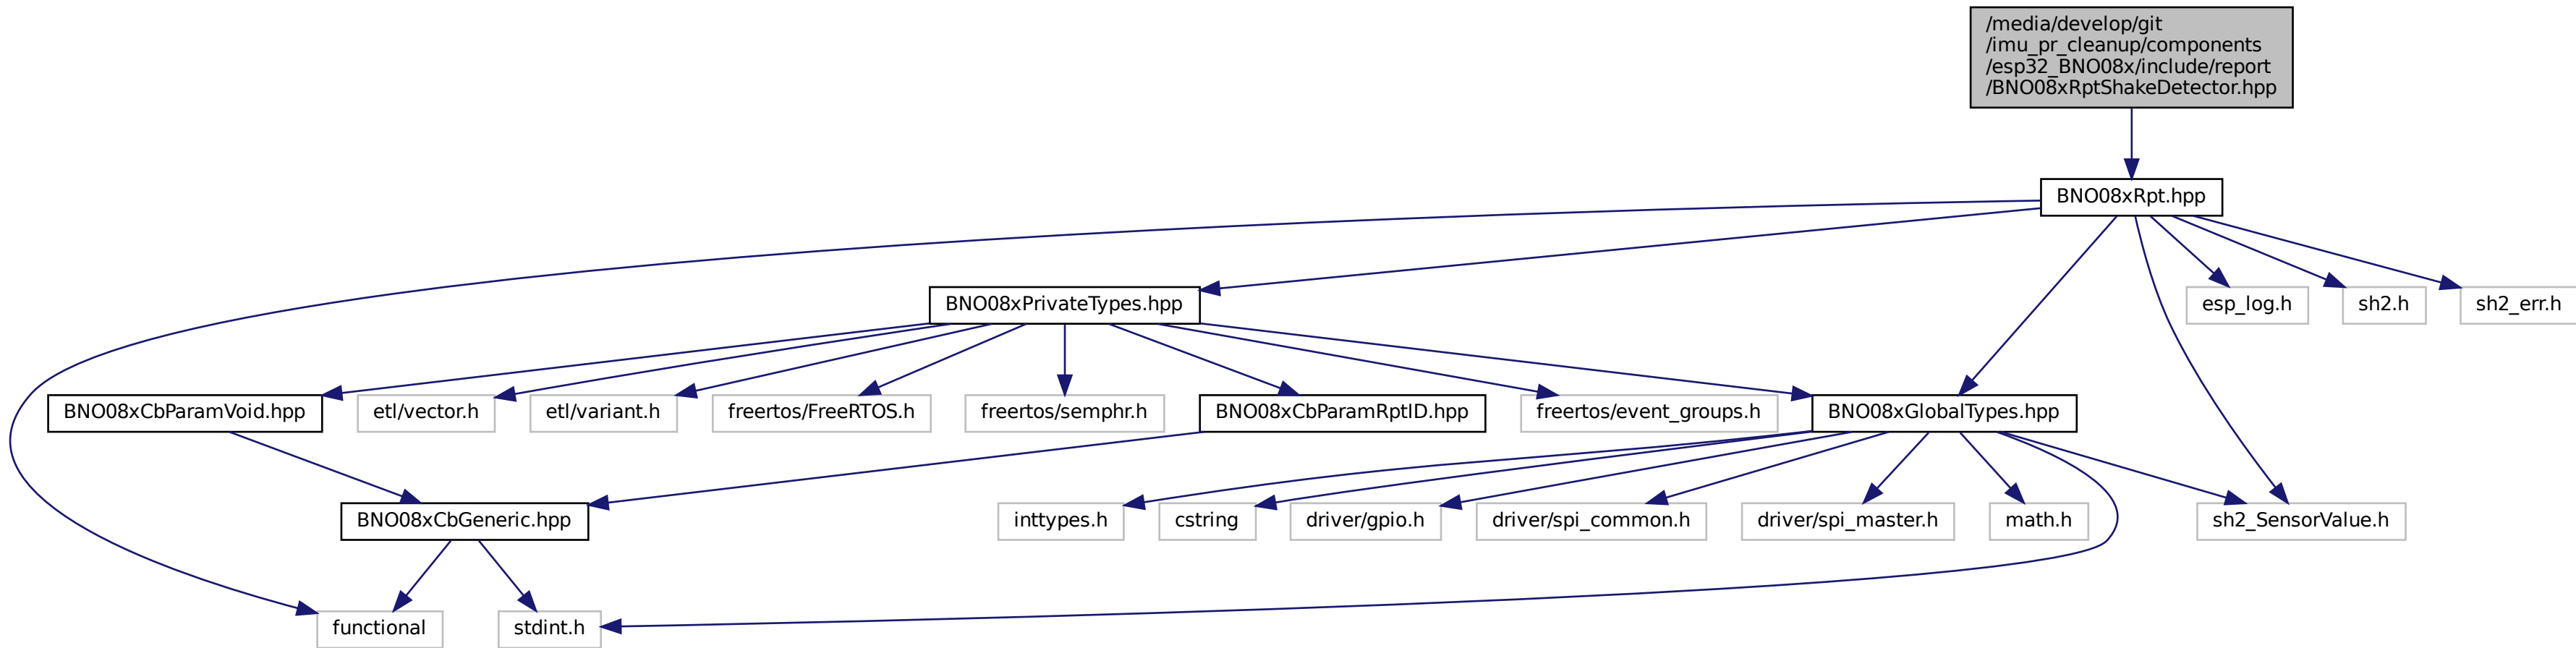 /media/develop/git
/imu_pr_cleanup/components
/esp32_BNO08x/include/report
/BNO08xRptShakeDetector.hpp
BNO08xRpt.hpp
BNO08xPrivateTypes.hpp
esp_log.h
sh2.h
sh2_err.h
BNO08xCbParamVoid.hpp
etl/vector.h
etl/variant.h
freertos/FreeRTOS.h
freertos/semphr.h
BNO08xCbParamRptID.hpp
freertos/event_groups.h
BNO08xGlobalTypes.hpp
BNO08xCbGeneric.hpp
inttypes.h
cstring
driver/gpio.h
driver/spi_common.h
driver/spi_master.h
math.h
sh2_SensorValue.h
functional
stdint.h